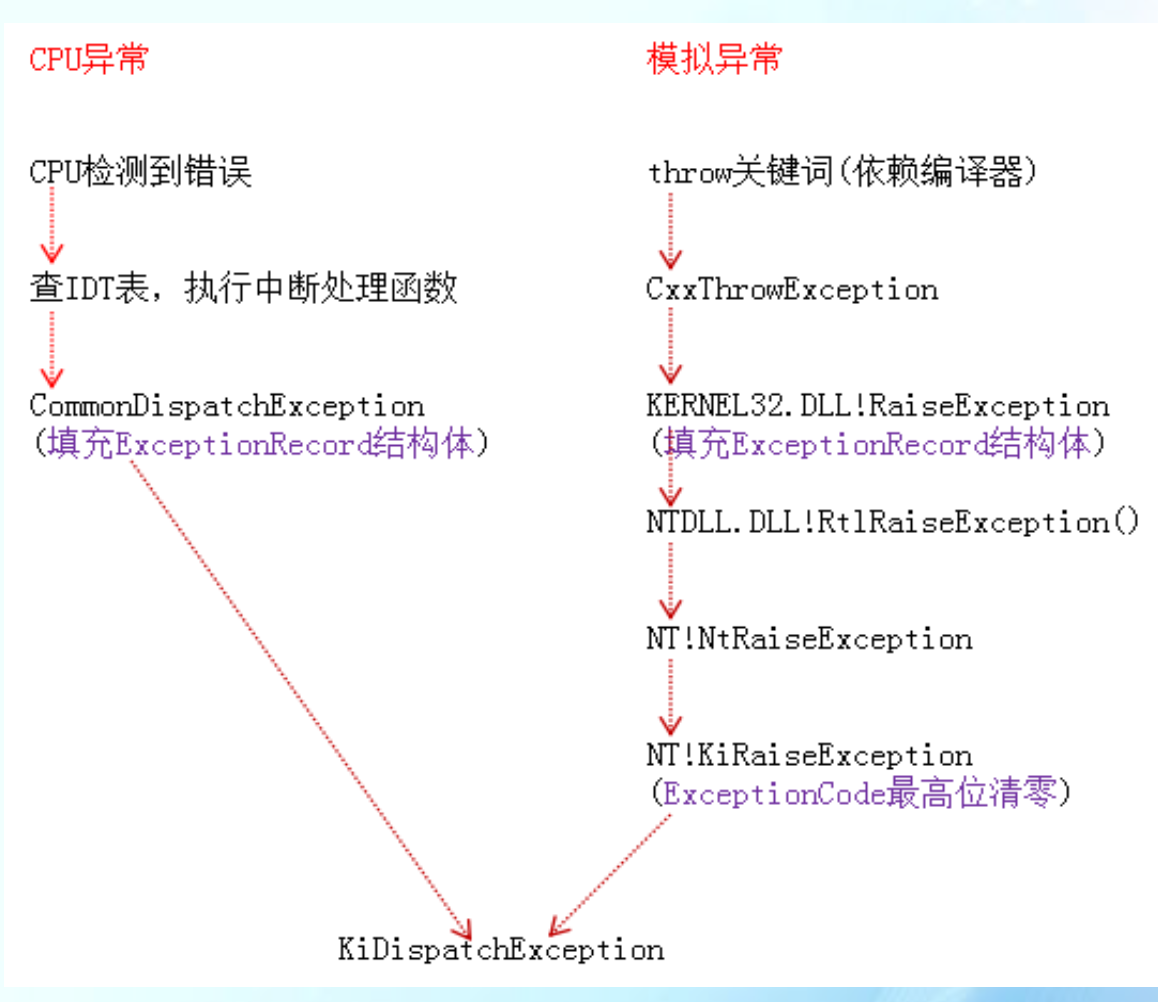 CPU异常
CPU检测到错误
查IDT表，执行中断处理函数
CommonDispatchException
(填充ExceptionRecord结构体)
模拟异常
throw关键词(依赖编译器)
CxxThrowException
KERNEL32.DLL!RaiseException
(填充ExceptionRecord结构体)
NTDLL.DLL!RtlRaiseException()
NT!NtRaiseException
NT!KiRaiseException
(ExceptionCode最高位清零)
KiDispatchException